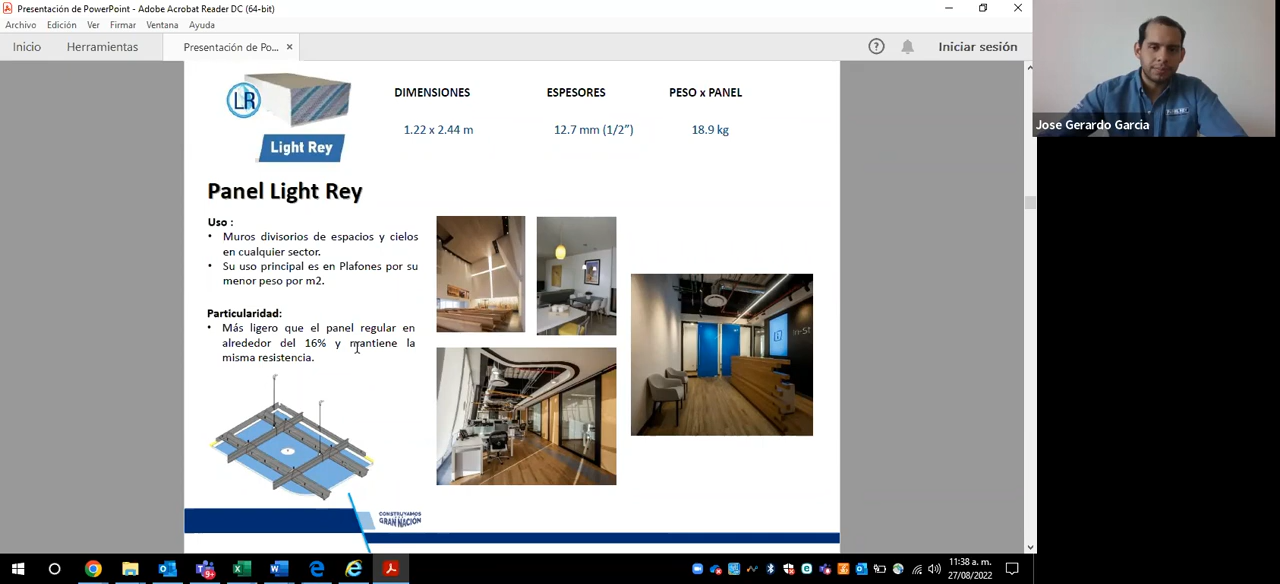 Presentación de PowerPoint - Adobe Acrobat Reader DC (64-bit)
Archivo Edición Ver Firmar Ventana Ayuda
Inicio Herramientas Presentación de Po... × Iniciar sesión
Jose Gerardo Garcia
LR
Light Rey
DIMENSIONES ESPESORES PESO x PANEL
1.22 x 2.44 m 12.7 mm (1/2") 18.9 kg
Panel Light Rey
Uso :
• Muros divisorios de espacios y cielos
en cualquier sector.
• Su uso principal es en Plafones por su
menor peso por m2.
Particularidad:
• Más ligero que el panel regular en
alrededor del 16% y mantiene la
misma resistencia.
CONSTRUYAMOS
GRAN NACIÓN
11:38 a. m.
27/08/2022